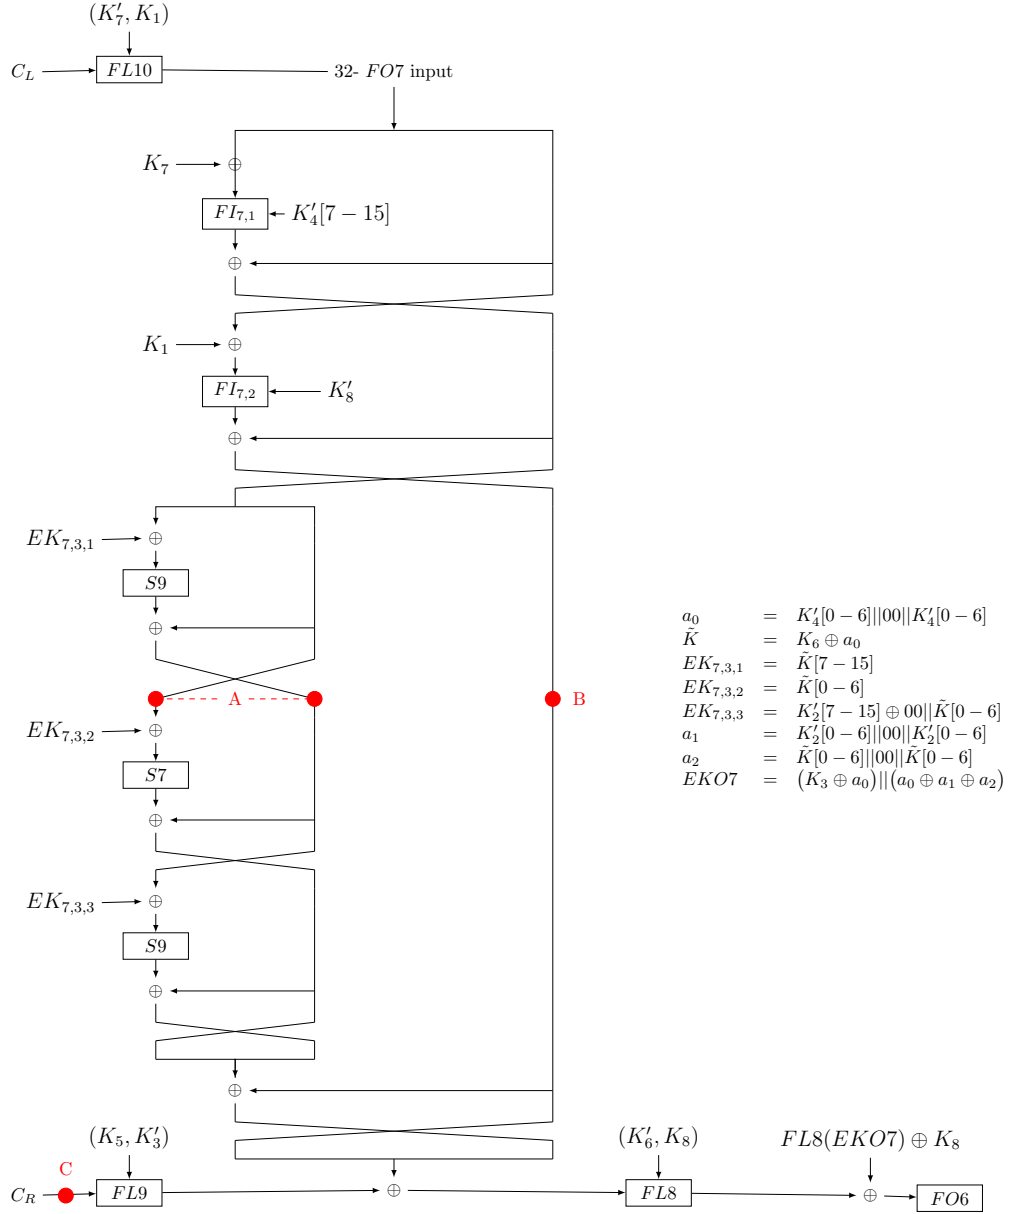 (K′₇, K₁)
C_L FL10 32- FO7 input
K₇
FI₇,₁ K′₄[7 − 15]
K₁
FI₇,₂ K′₈
EK₇,₃,₁
S9
A B
EK₇,₃,₂
S7
EK₇,₃,₃
S9
a₀ = K′₄[0 − 6]||00||K′₄[0 − 6]
K̃ = K₆ ⊕ a₀
EK₇,₃,₁ = K̃[7 − 15]
EK₇,₃,₂ = K̃[0 − 6]
EK₇,₃,₃ = K′₂[7 − 15] ⊕ 00||K̃[0 − 6]
a₁ = K′₂[0 − 6]||00||K′₂[0 − 6]
a₂ = K̃[0 − 6]||00||K̃[0 − 6]
EKO7 = (K₃ ⊕ a₀)||(a₀ ⊕ a₁ ⊕ a₂)
(K₅, K′₃) (K′₆, K₈) FL8(EKO7) ⊕ K₈
C
C_R FL9 FL8 FO6